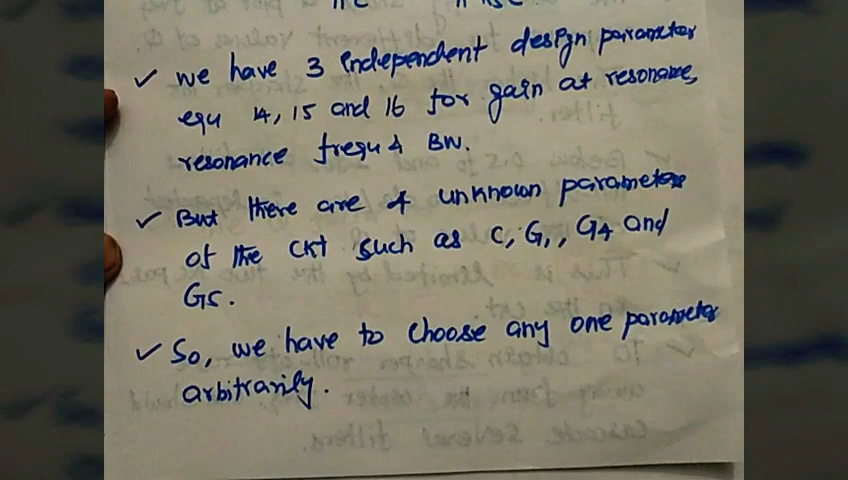 ✓ we have 3 independent design parameter
equ 14, 15 and 16 for gain at resonance,
resonance frequ & BW.
✓ But there are 4 unknown parameters
of the CKT such as C, G1, G4 and
G5.
✓ So, we have to choose any one parameter
arbitrarily.